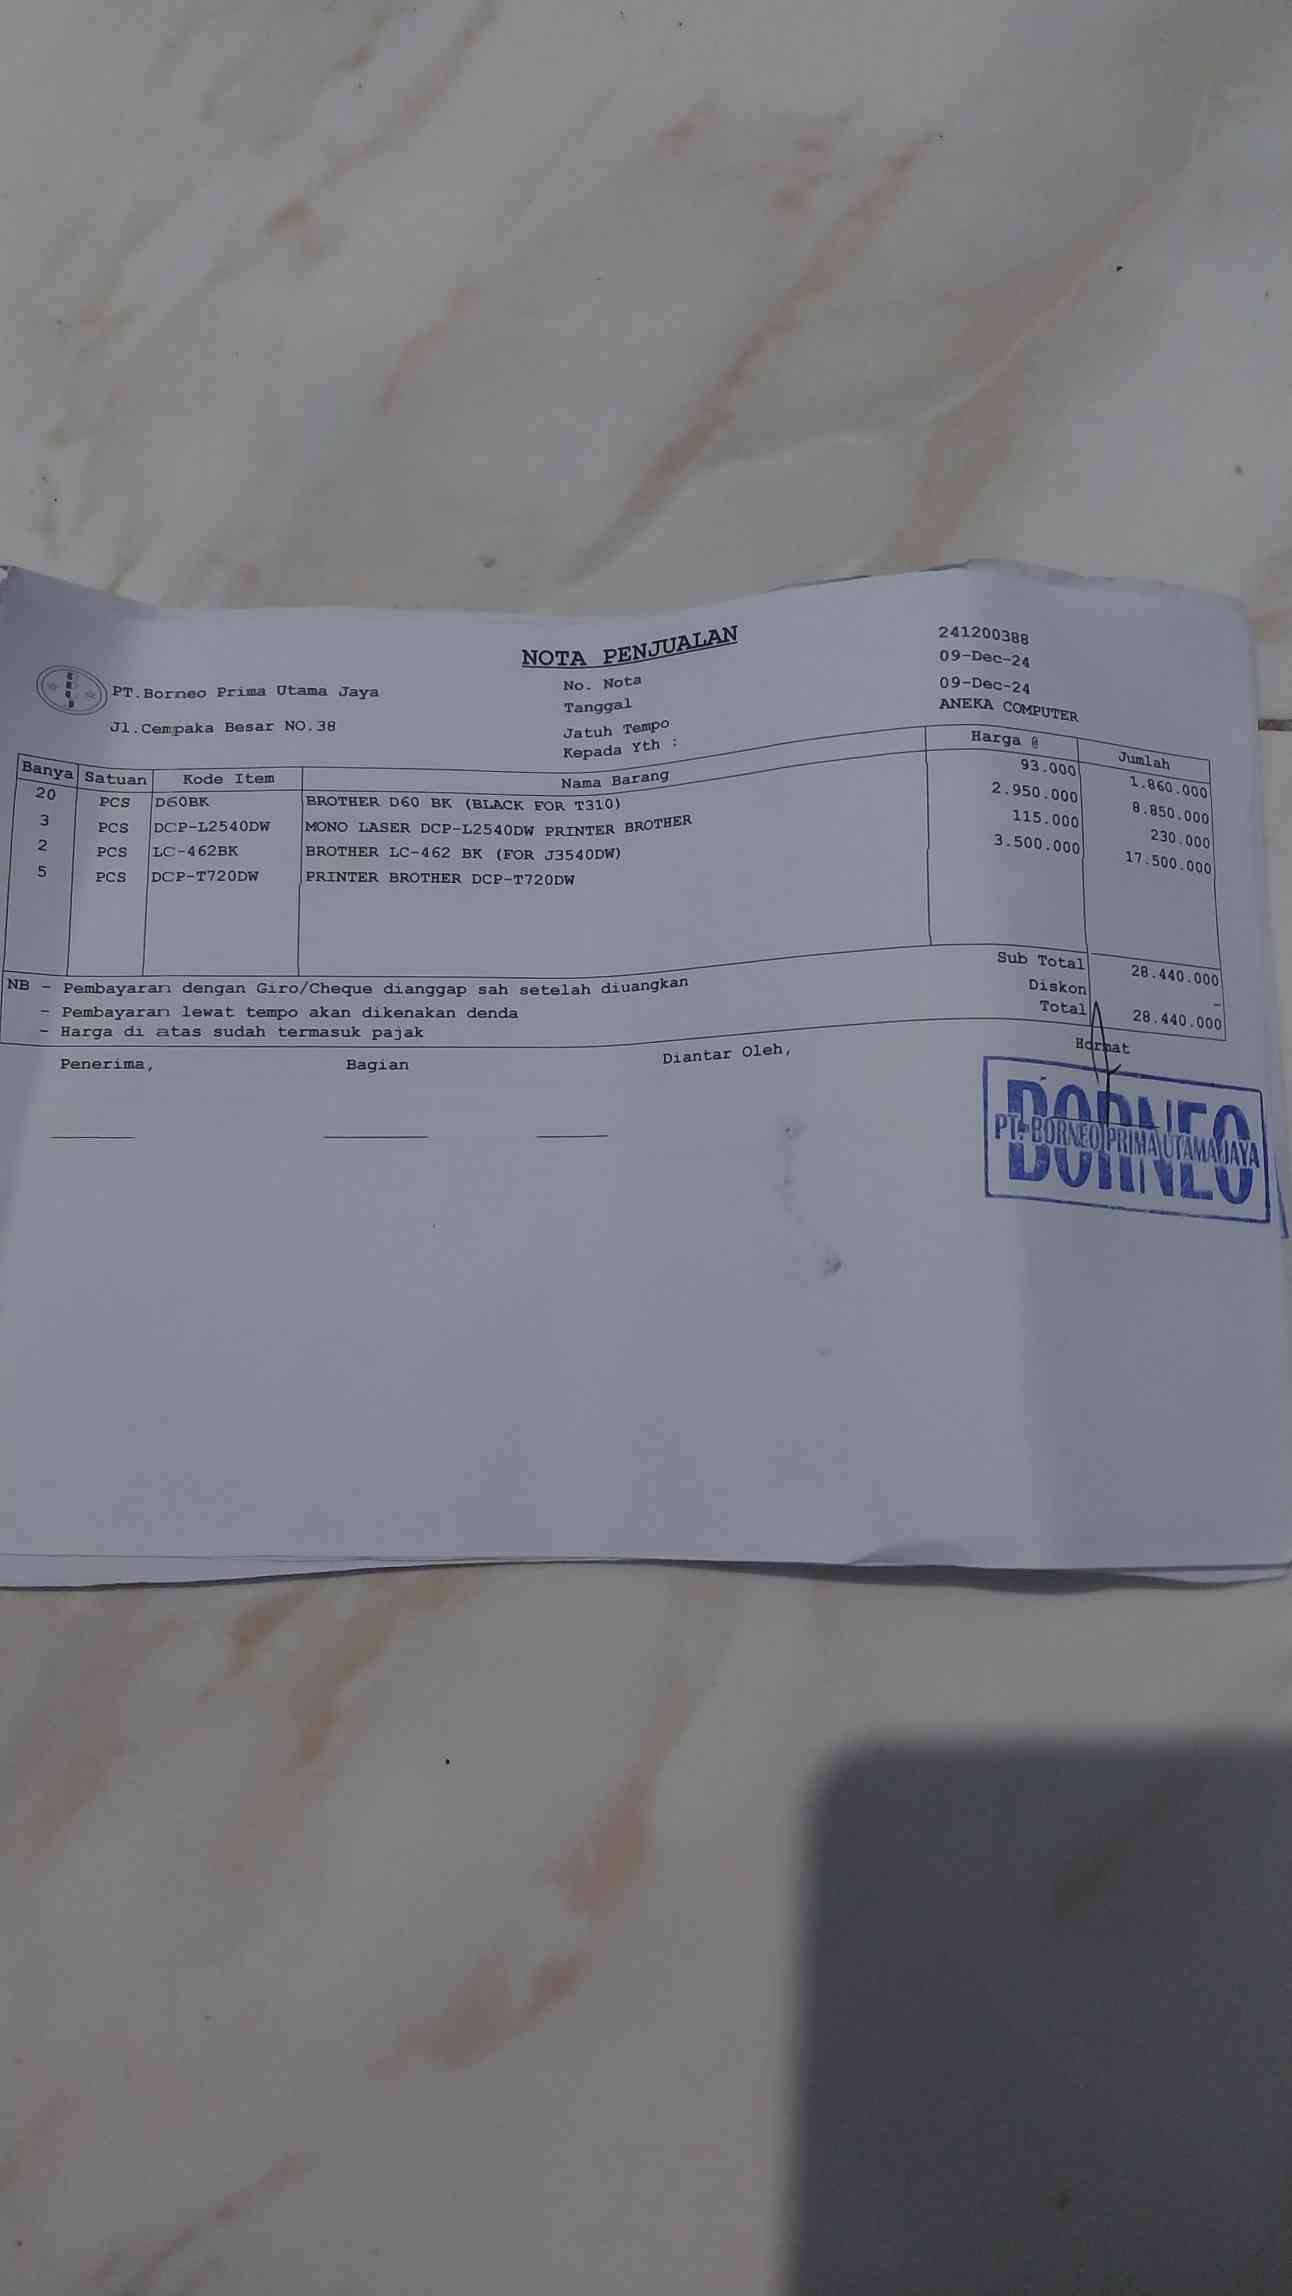 NOTA PENJUALAN
PT.Borneo Prima Utama Jaya
Jl.Cempaka Besar NO.38
No. Nota 241200388
Tanggal 09-Dec-24
Jatuh Tempo 09-Dec-24
Kepada Yth : ANEKA COMPUTER
Banya Satuan Kode Item Nama Barang Harga @ Jumlah
20 PCS D60BK BROTHER D60 BK (BLACK FOR T310) 93.000 1.860.000
3 PCS DCP-L2540DW MONO LASER DCP-L2540DW PRINTER BROTHER 2.950.000 8.850.000
2 PCS LC-462BK BROTHER LC-462 BK (FOR J3540DW) 115.000 230.000
5 PCS DCP-T720DW PRINTER BROTHER DCP-T720DW 3.500.000 17.500.000
Sub Total 28.440.000
Diskon -
Total 28.440.000
NB - Pembayaran dengan Giro/Cheque dianggap sah setelah diuangkan
- Pembayaran lewat tempo akan dikenakan denda
- Harga di atas sudah termasuk pajak
Penerima, Bagian Diantar Oleh, Hormat
BORNEO
PT. BORNEO PRIMA UTAMA JAYA